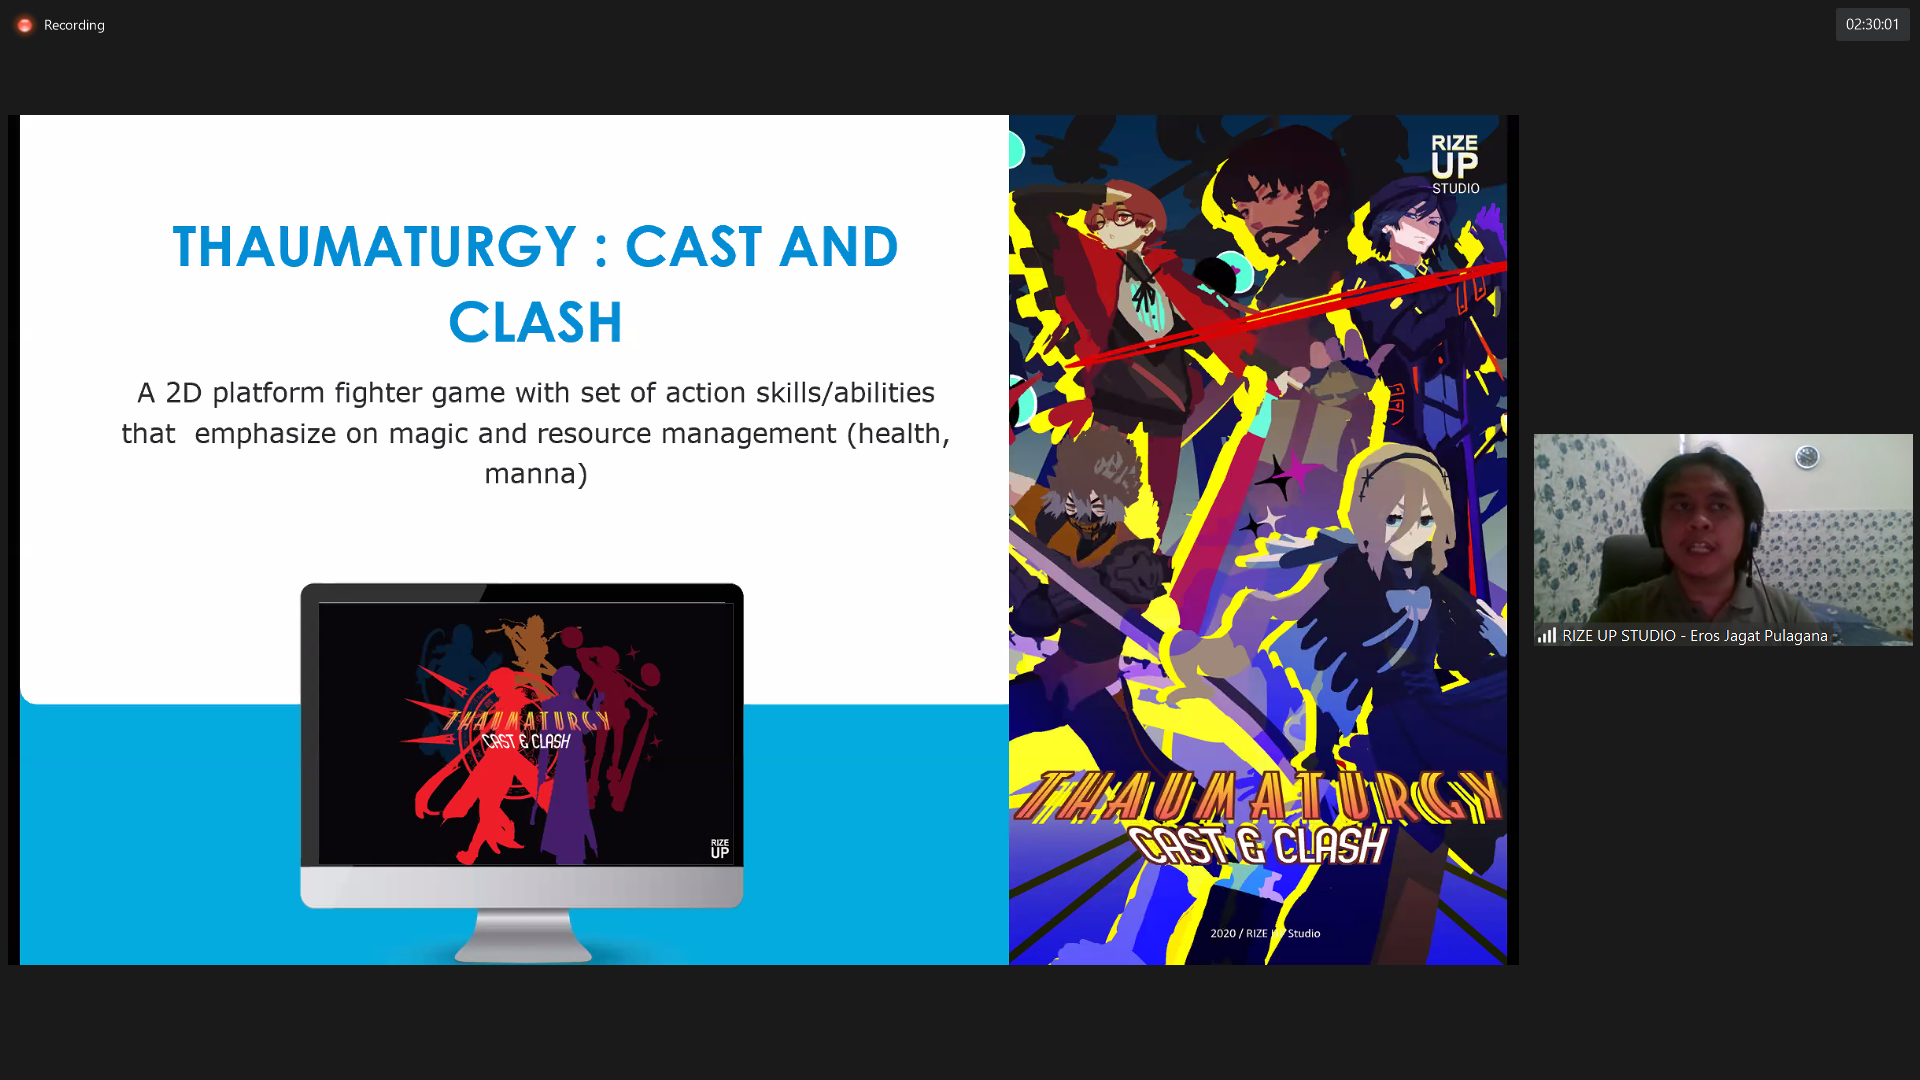 Recording
02:30:01
THAUMATURGY : CAST AND
CLASH
A 2D platform fighter game with set of action skills/abilities
that  emphasize on magic and resource management (health,
manna)
THAUMATURGY
CAST & CLASH
RIZE
UP
RIZE
UP
STUDIO
THAUMATURGY
CAST & CLASH
2020 / RIZE UP Studio
RIZE UP STUDIO - Eros Jagat Pulagana